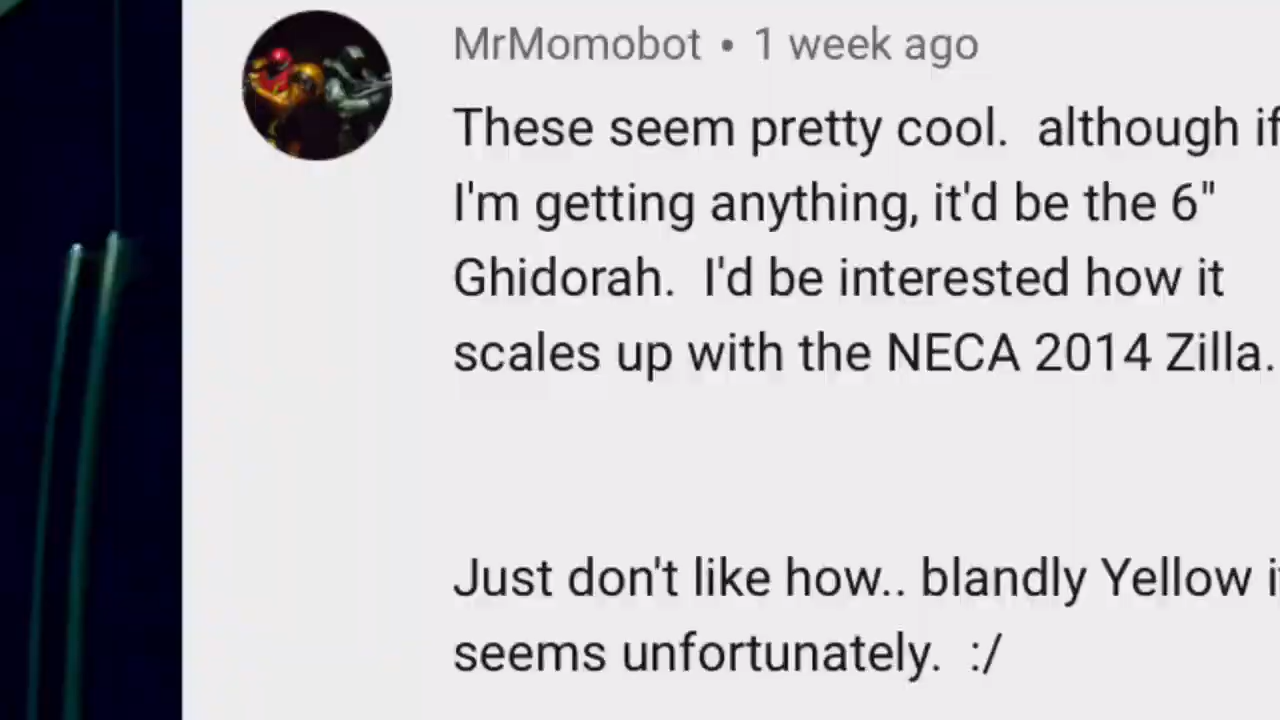 MrMomobot • 1 week ago
These seem pretty cool.  although if
I'm getting anything, it'd be the 6"
Ghidorah.  I'd be interested how it
scales up with the NECA 2014 Zilla.
Just don't like how.. blandly Yellow
seems unfortunately.  :/